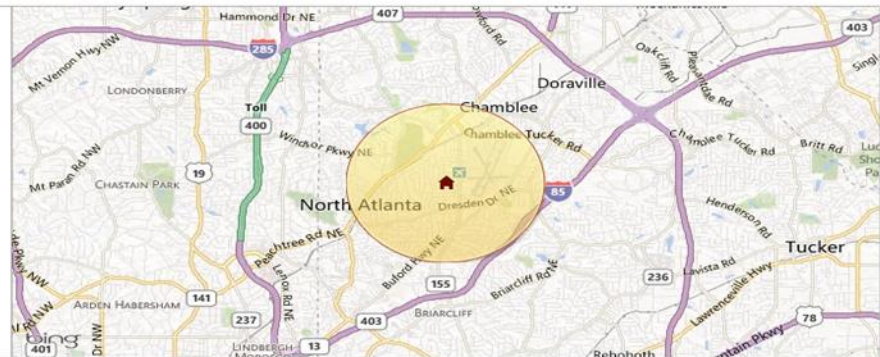 Hammond Dr NE
407
403
285
Mt Vernon Hwy NW
Oakcliff Rd
Pleasantdale Rd
LONDONBERRY
Doraville
Toll
400
Chamblee
Chamblee Tucker Rd
Chamblee Tucker Rd
Britt Rd
Windsor Pkwy NE
19
Mt Paran Rd NW
CHASTAIN PARK
85
North Atlanta
Dresden Dr NE
Henderson Rd
Peachtree Rd NE
Buford Hwy NE
Tucker
Lenox Rd NE
155
Briarcliff Rd NE
236
Lavista Rd
Lawrenceville Hwy
ARDEN HABERSHAM
141
BRIARCLIFF
237
403
78
bing
401
Dr NW
LINDBERGH
13
Rehoboth